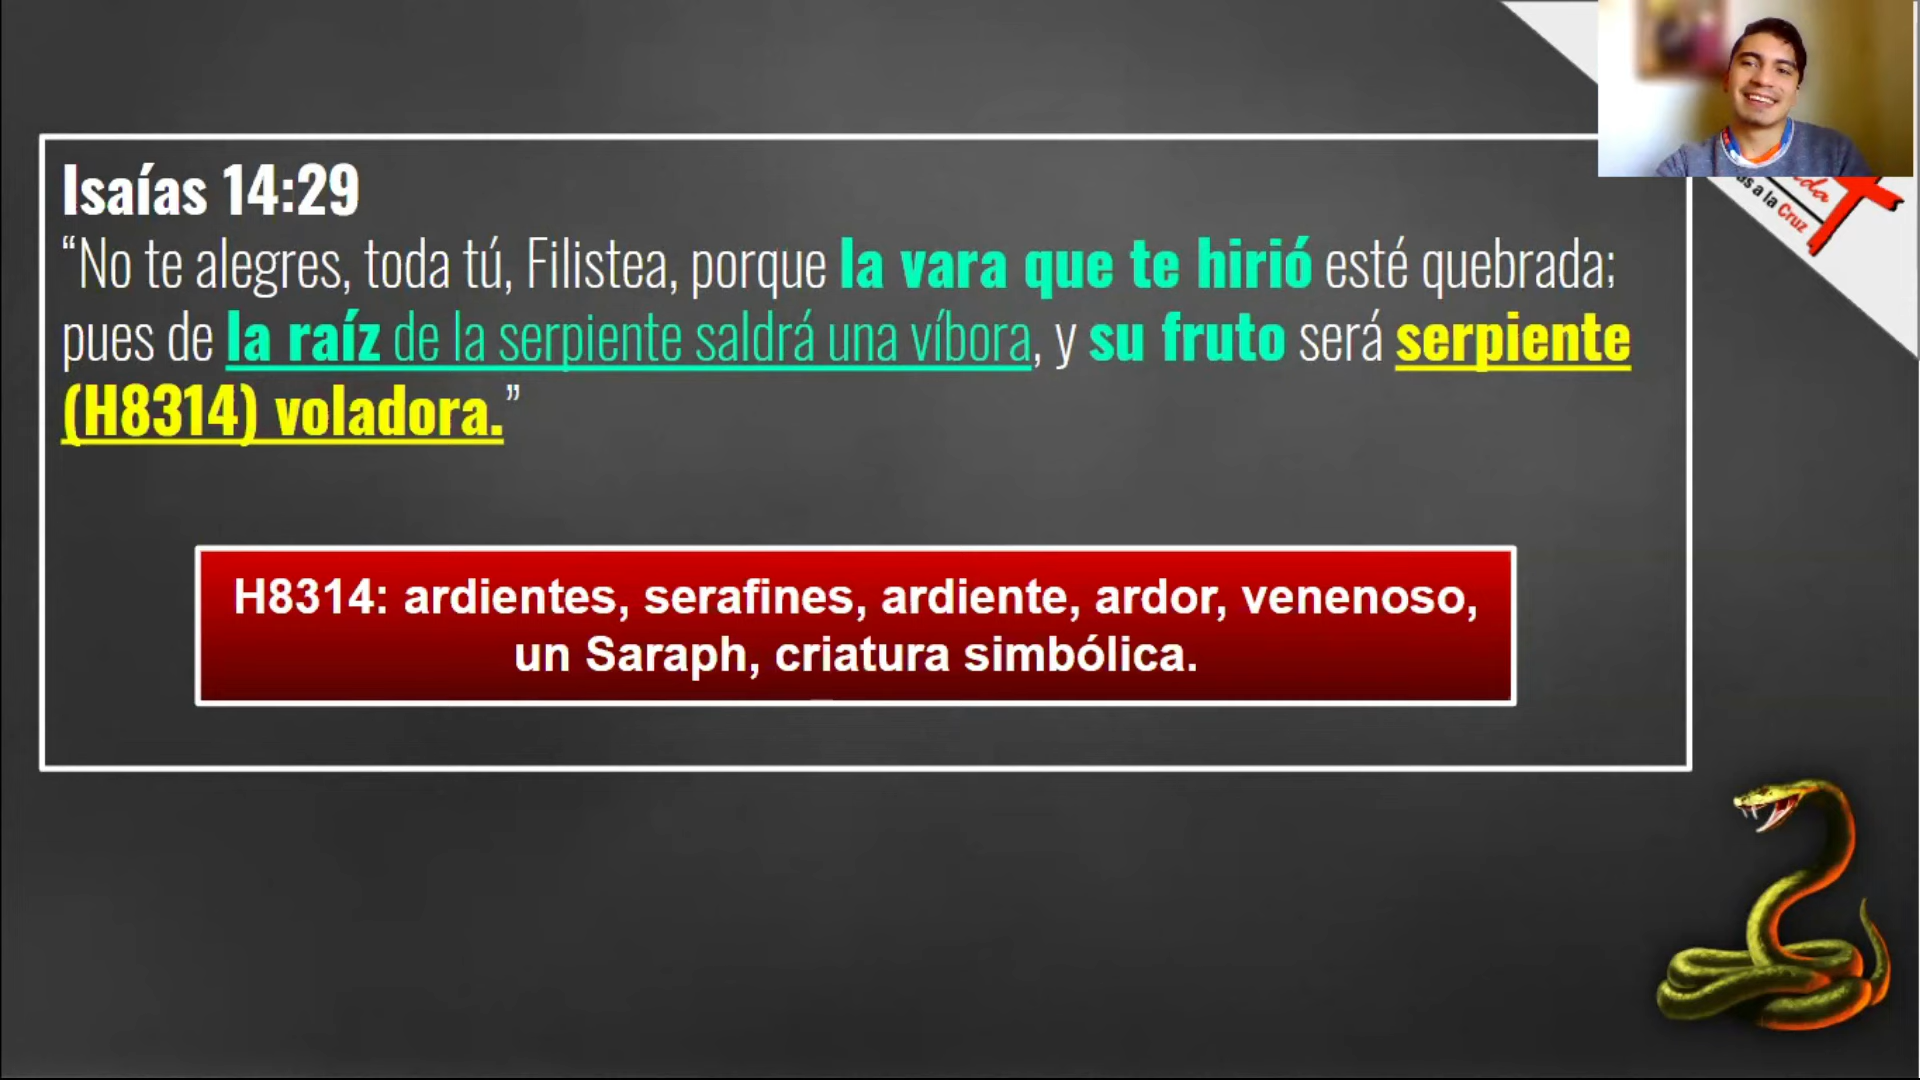 Isaías 14:29
“No te alegres, toda tú, Filistea, porque la vara que te hirió esté quebrada;
pues de la raíz de la serpiente saldrá una víbora, y su fruto será serpiente
(H8314) voladora.”
H8314: ardientes, serafines, ardiente, ardor, venenoso,
un Saraph, criatura simbólica.
a la Cruz